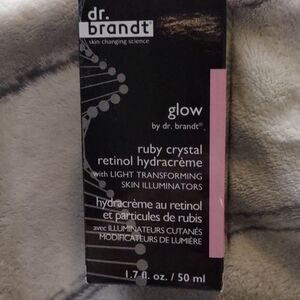 dr.
brandt®
skin changing science
glow
by dr. brandt®
ruby crystal
retinol hydracrème
with LIGHT TRANSFORMING
SKIN ILLUMINATORS
hydracrème au retinol
et particules de rubis
avec ILLUMINATEURS CUTANÉS
MODIFICATEURS DE LUMIÈRE
1.7 fl. oz. / 50 ml